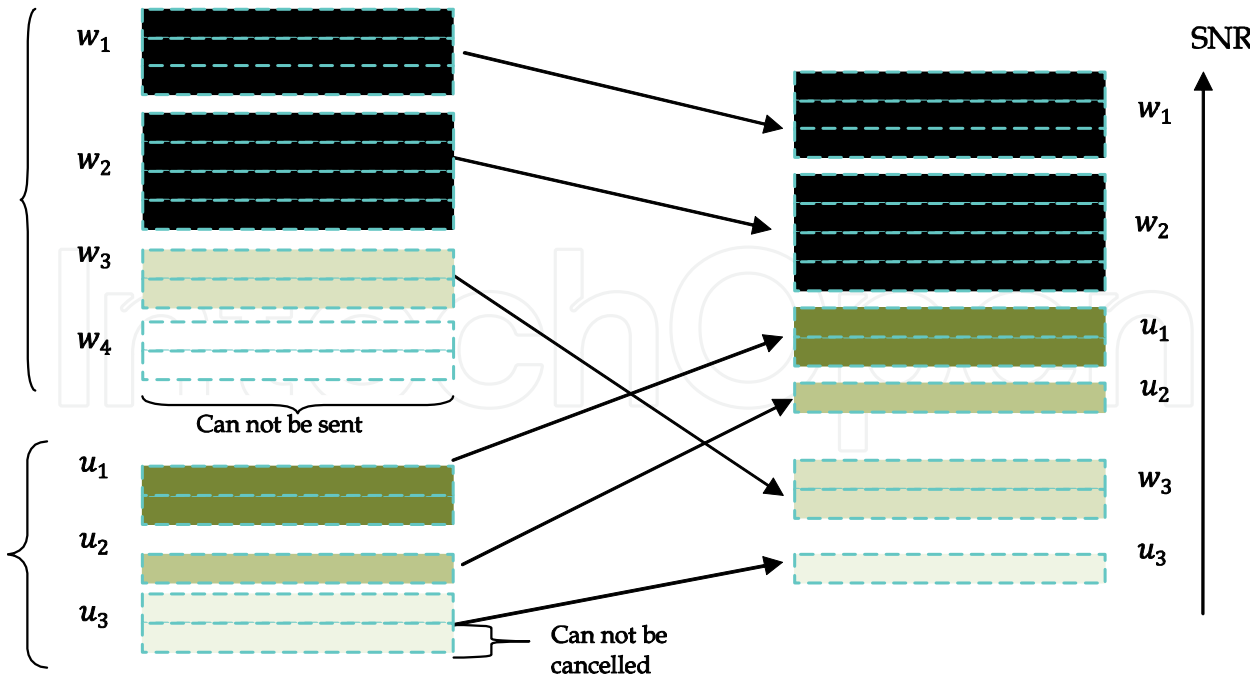 SNR
w₁
w₁
w₂
w₂
w₃
u₁
w₄
u₂
Can not be sent
u₁
w₃
u₂
u₃
u₃
Can not be
cancelled
IntechOpen